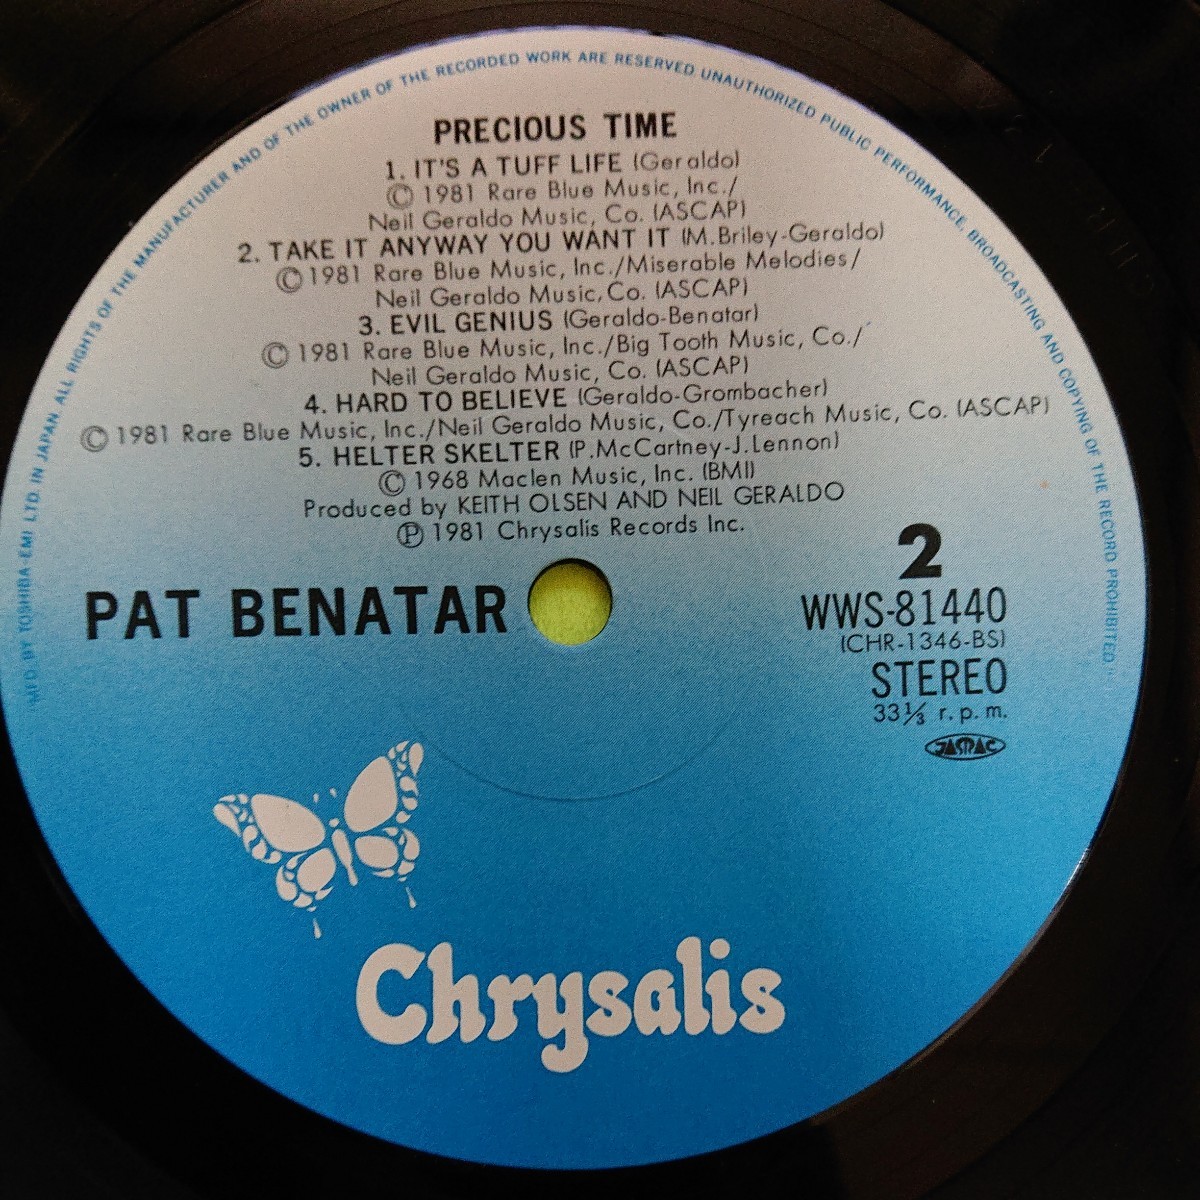 PRECIOUS TIME
1. IT'S A TUFF LIFE (Geraldo)
© 1981 Rare Blue Music, Inc./
Neil Geraldo Music, Co. (ASCAP)
2. TAKE IT ANYWAY YOU WANT IT (M.Briley-Geraldo)
© 1981 Rare Blue Music, Inc./Miserable Melodies/
Neil Geraldo Music, Co. (ASCAP)
3. EVIL GENIUS (Geraldo-Benatar)
© 1981 Rare Blue Music, Inc./Big Tooth Music, Co./
Neil Geraldo Music, Co. (ASCAP)
4. HARD TO BELIEVE (Geraldo-Grombacher)
© 1981 Rare Blue Music, Inc./Neil Geraldo Music, Co./Tyreach Music, Co. (ASCAP)
5. HELTER SKELTER (P.McCartney-J.Lennon)
© 1968 Maclen Music, Inc. (BMI)
Produced by KEITH OLSEN AND NEIL GERALDO
℗ 1981 Chrysalis Records Inc.
PAT BENATAR
2
WWS-81440
(CHR-1346-BS)
STEREO
33⅓ r.p.m.
JASRAC
Chrysalis
MFD. BY TOSHIBA-EMI LTD. IN JAPAN. ALL RIGHTS OF THE MANUFACTURER AND OF THE OWNER OF THE RECORDED WORK ARE RESERVED. UNAUTHORIZED PUBLIC PERFORMANCE, BROADCASTING AND COPYING OF THE RECORD PROHIBITED."